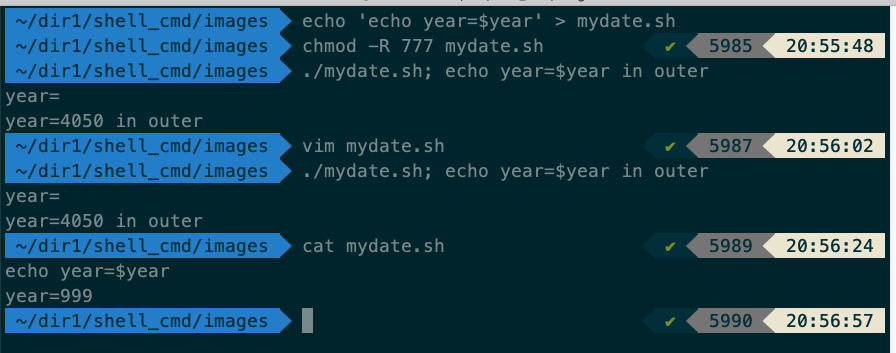 ~/dir1/shell_cmd/images echo 'echo year=$year' > mydate.sh
~/dir1/shell_cmd/images chmod -R 777 mydate.sh ✔ 5985 20:55:48
~/dir1/shell_cmd/images ./mydate.sh; echo year=$year in outer
year=
year=4050 in outer
~/dir1/shell_cmd/images vim mydate.sh ✔ 5987 20:56:02
~/dir1/shell_cmd/images ./mydate.sh; echo year=$year in outer
year=
year=4050 in outer
~/dir1/shell_cmd/images cat mydate.sh ✔ 5989 20:56:24
echo year=$year
year=999
~/dir1/shell_cmd/images ✔ 5990 20:56:57